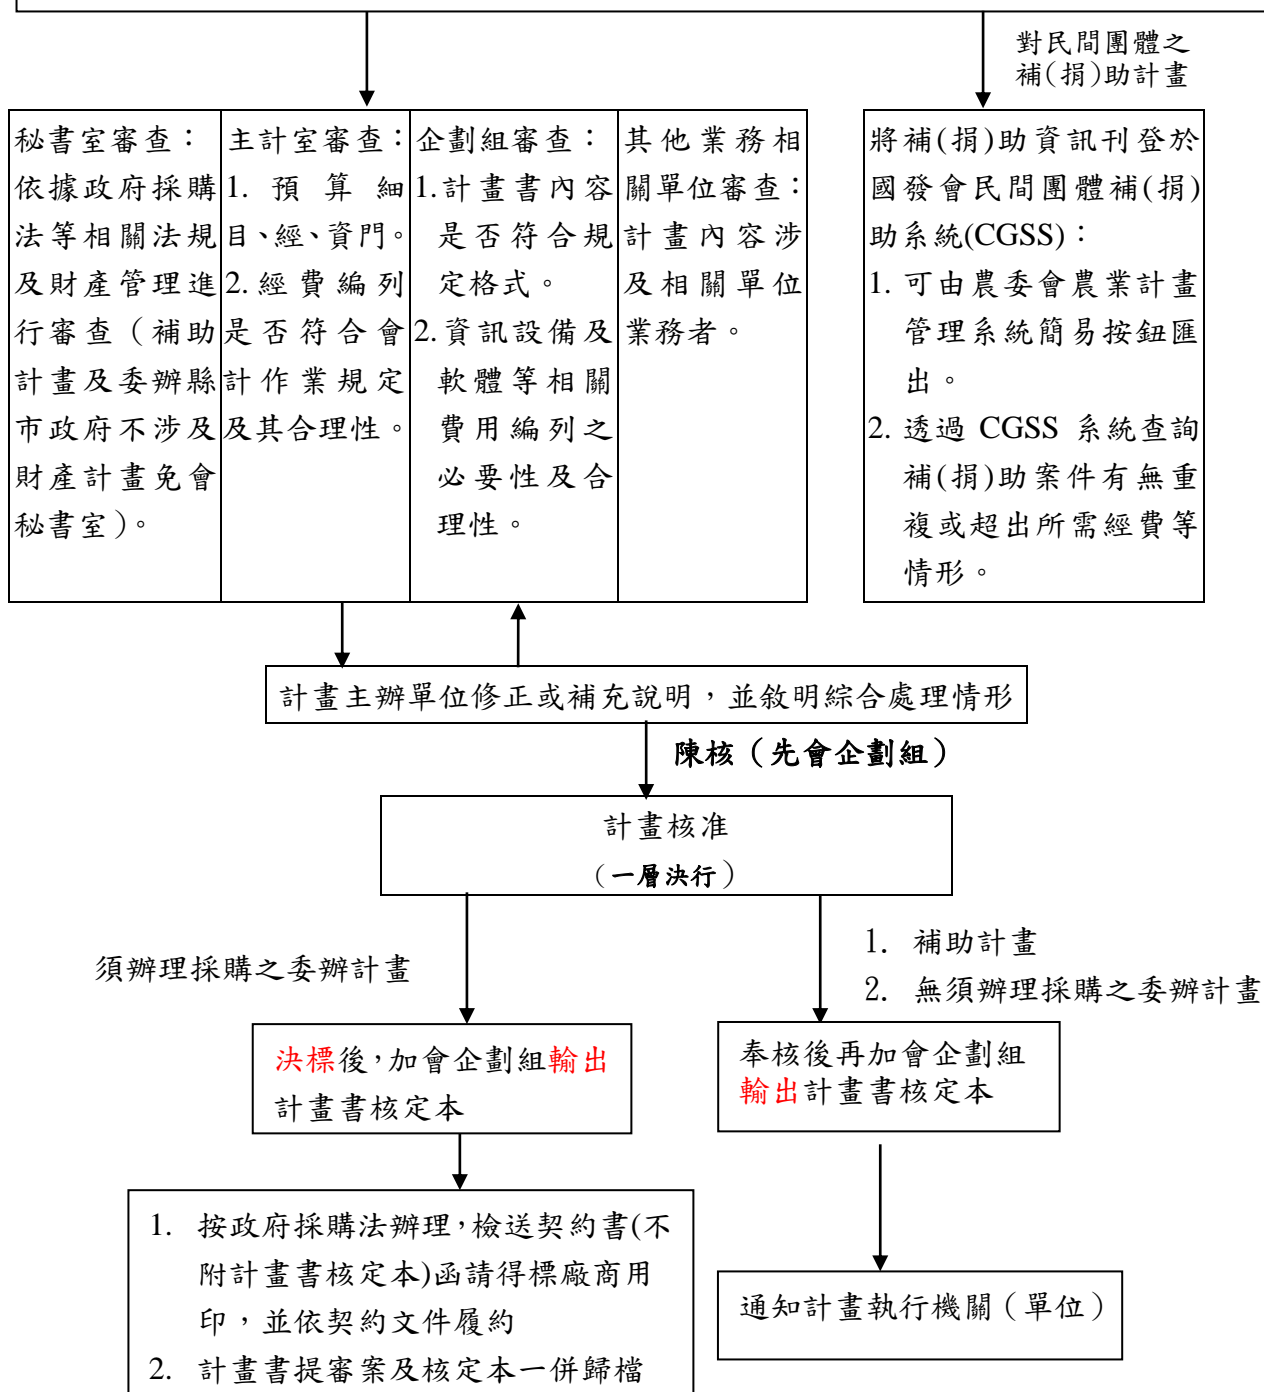 對民間團體之
補(捐)助計畫
秘書室審查：
依據政府採購
法等相關法規
及財產管理進
行審查（補助
計畫及委辦縣
市政府不涉及
財產計畫免會
秘書室）。
主計室審查：
1. 預算細
目、經、資門。
2. 經費編列
是否符合會
計作業規定
及其合理性。
企劃組審查：
1.計畫書內容
是否符合規
定格式。
2.資訊設備及
軟體等相關
費用編列之
必要性及合
理性。
其他業務相
關單位審查：
計畫內容涉
及相關單位
業務者。
將補(捐)助資訊刊登於
國發會民間團體補(捐)
助系統(CGSS)：
1. 可由農委會農業計畫
管理系統簡易按鈕匯
出。
2. 透過 CGSS 系統查詢
補(捐)助案件有無重
複或超出所需經費等
情形。
計畫主辦單位修正或補充說明，並敘明綜合處理情形
陳核（先會企劃組）
計畫核准
（一層決行）
須辦理採購之委辦計畫
1. 補助計畫
2. 無須辦理採購之委辦計畫
決標後，加會企劃組輸出
計畫書核定本
奉核後再加會企劃組
輸出計畫書核定本
1. 按政府採購法辦理，檢送契約書(不
附計畫書核定本)函請得標廠商用
印，並依契約文件履約
2. 計畫書提審案及核定本一併歸檔
通知計畫執行機關（單位）